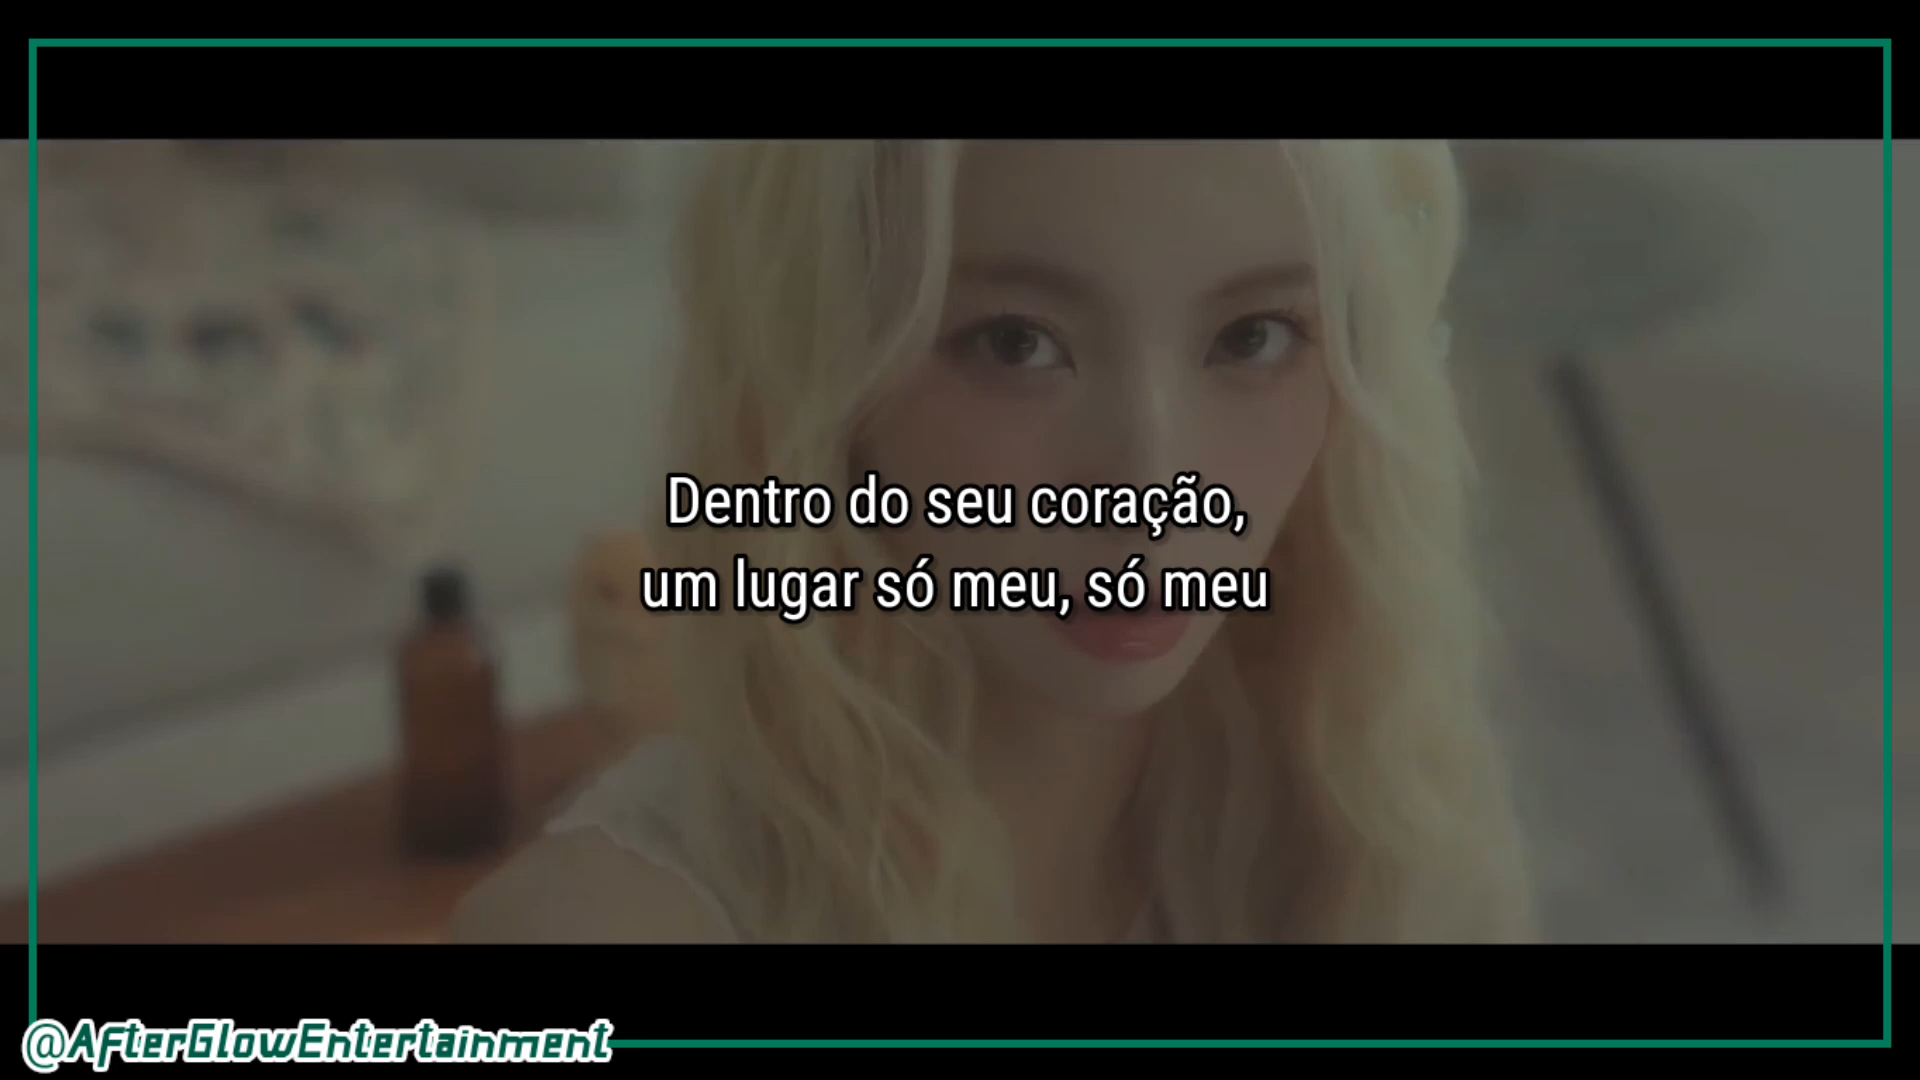 Dentro do seu coração,
um lugar só meu, só meu
@AfterGlowEntertainment